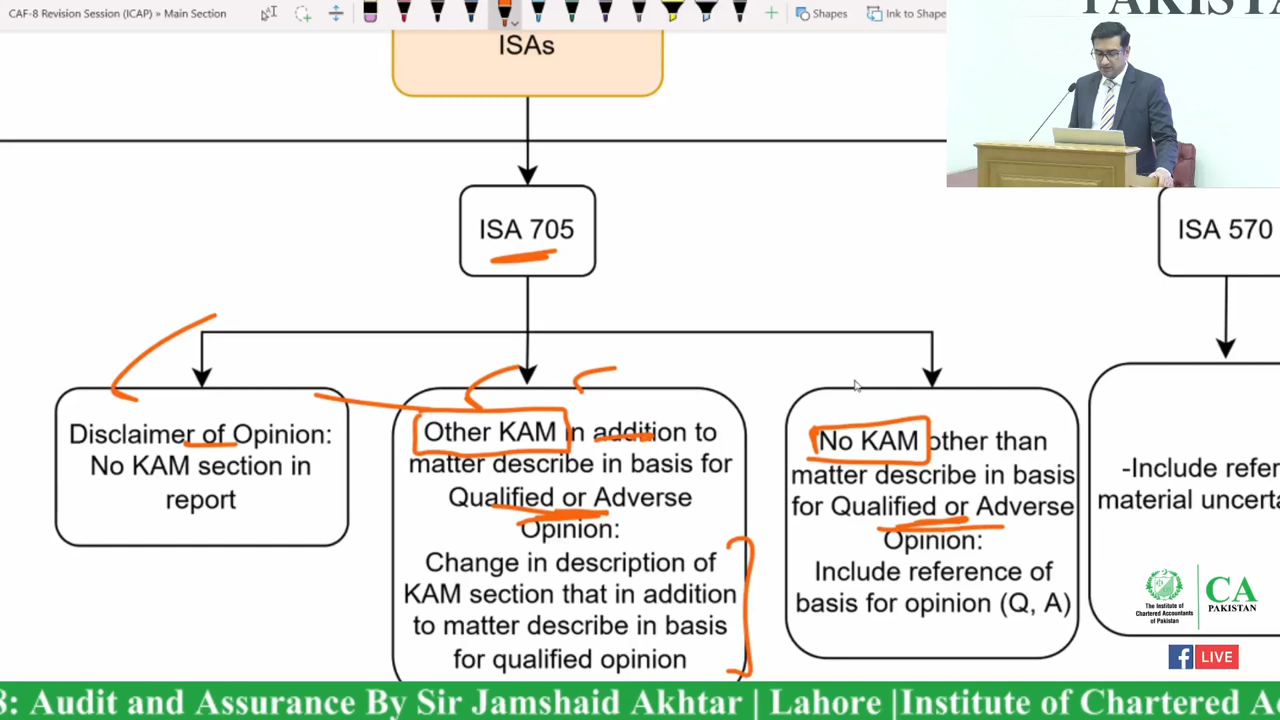 CAF-8 Revision Session (ICAP) » Main Section
Shapes
Ink to Shape
PAKISTAN
ISAs
ISA 705
ISA 570
Disclaimer of Opinion:
No KAM section in
report
Other KAM in addition to
matter describe in basis for
Qualified or Adverse
Opinion:
Change in description of
KAM section that in addition
to matter describe in basis
for qualified opinion
No KAM other than
matter describe in basis
for Qualified or Adverse
Opinion:
Include reference of
basis for opinion (Q, A)
-Include refer
material uncerta
The Institute of
Chartered Accountants
of Pakistan
CA
PAKISTAN
LIVE
8: Audit and Assurance By Sir Jamshaid Akhtar | Lahore |Institute of Chartered Ac